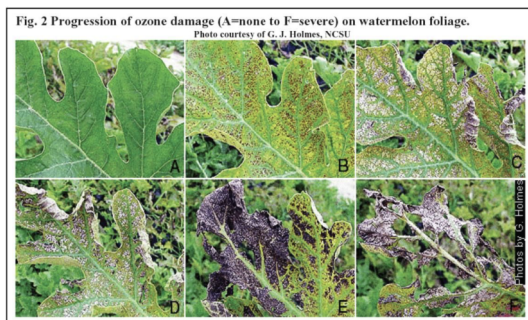 Fig. 2 Progression of ozone damage (A=none to F=severe) on watermelon foliage.
Photo courtesy of G. J. Holmes, NCSU
A
B
C
D
E
F
Photos by G. Holmes